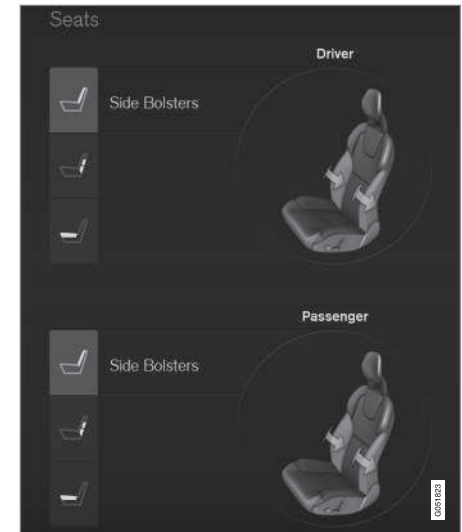 Seats
Driver
Side Bolsters
Passenger
Side Bolsters
G051823